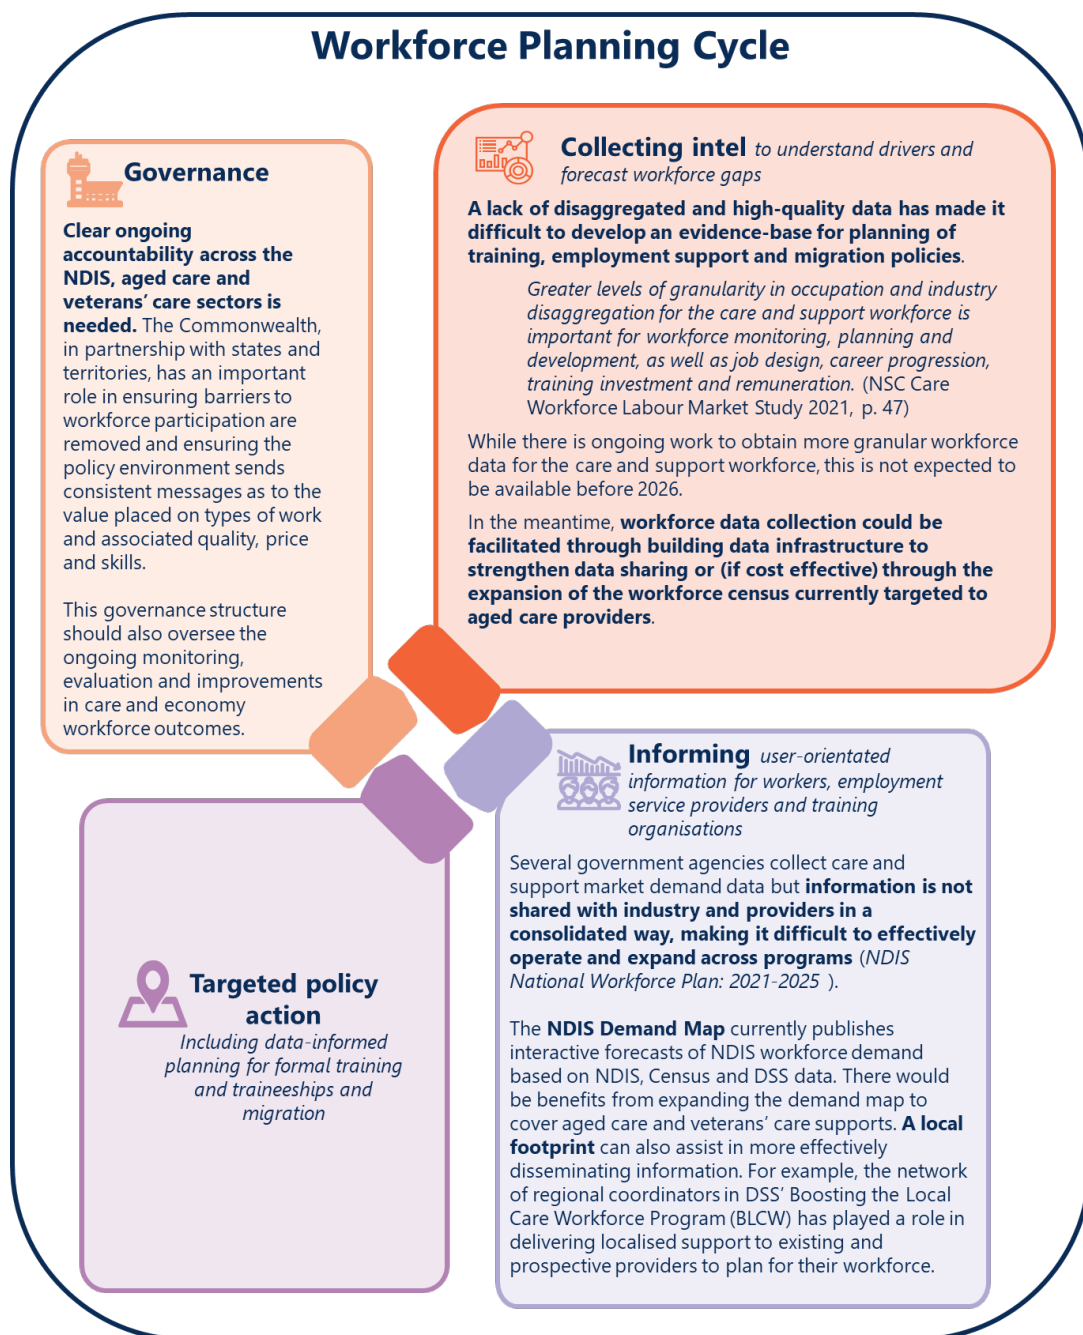 Workforce Planning Cycle
Governance
Clear ongoing
accountability across the
NDIS, aged care and
veterans’ care sectors is
needed. The Commonwealth,
in partnership with states and
territories, has an important
role in ensuring barriers to
workforce participation are
removed and ensuring the
policy environment sends
consistent messages as to the
value placed on types of work
and associated quality, price
and skills.
This governance structure
should also oversee the
ongoing monitoring,
evaluation and improvements
in care and economy
workforce outcomes.
Collecting intel to understand drivers and
forecast workforce gaps
A lack of disaggregated and high-quality data has made it
difficult to develop an evidence-base for planning of
training, employment support and migration policies.
Greater levels of granularity in occupation and industry
disaggregation for the care and support workforce is
important for workforce monitoring, planning and
development, as well as job design, career progression,
training investment and remuneration. (NSC Care
Workforce Labour Market Study 2021, p. 47)
While there is ongoing work to obtain more granular workforce
data for the care and support workforce, this is not expected to
be available before 2026.
In the meantime, workforce data collection could be
facilitated through building data infrastructure to
strengthen data sharing or (if cost effective) through the
expansion of the workforce census currently targeted to
aged care providers.
Informing user-orientated
information for workers, employment
service providers and training
organisations
Several government agencies collect care and
support market demand data but information is not
shared with industry and providers in a
consolidated way, making it difficult to effectively
operate and expand across programs (NDIS
National Workforce Plan: 2021-2025 ).
The NDIS Demand Map currently publishes
interactive forecasts of NDIS workforce demand
based on NDIS, Census and DSS data. There would
be benefits from expanding the demand map to
cover aged care and veterans’ care supports. A local
footprint can also assist in more effectively
disseminating information. For example, the network
of regional coordinators in DSS’ Boosting the Local
Care Workforce Program (BLCW) has played a role in
delivering localised support to existing and
prospective providers to plan for their workforce.
Targeted policy
action
Including data-informed
planning for formal training
and traineeships and
migration